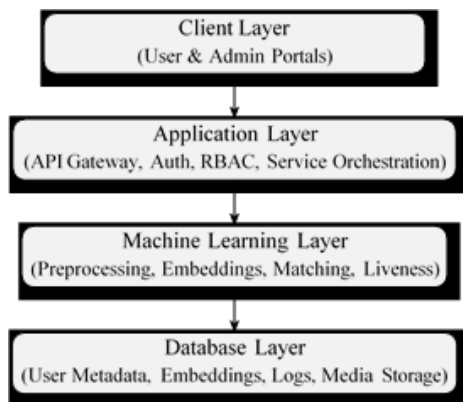 Client Layer
(User & Admin Portals)
Application Layer
(API Gateway, Auth, RBAC, Service Orchestration)
Machine Learning Layer
(Preprocessing, Embeddings, Matching, Liveness)
Database Layer
(User Metadata, Embeddings, Logs, Media Storage)